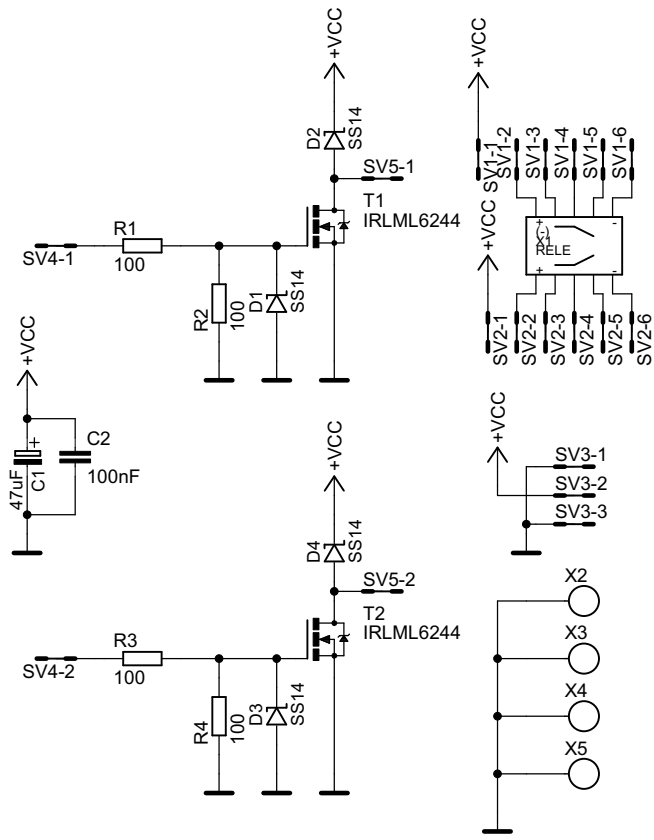 +VCC
D2
SS14
SV5-1
T1
IRLML6244
R1
100
SV4-1
R2
100
D1
SS14
+VCC
SV1-1
SV1-2
SV1-3
SV1-4
SV1-5
SV1-6
+VCC
+
(-)
-
X1
RELE
+
-
SV2-1
SV2-2
SV2-3
SV2-4
SV2-5
SV2-6
+VCC
+
47uF
C1
C2
100nF
+VCC
D4
SS14
SV5-2
T2
IRLML6244
R3
100
SV4-2
R4
100
D3
SS14
+VCC
SV3-1
SV3-2
SV3-3
X2
X3
X4
X5